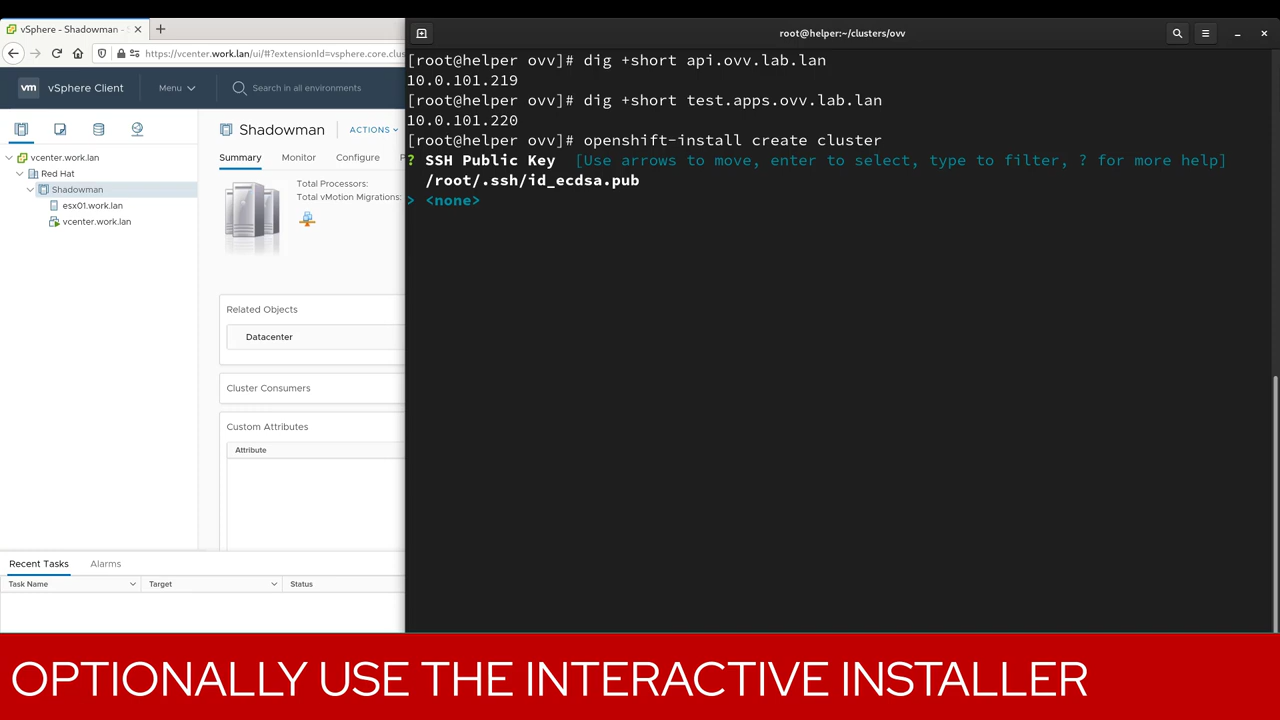 vSphere - Shadowman -
https://vcenter.work.lan/ui/#?extensionId=vsphere.core.clus
vm vSphere Client Menu Search in all environments
vcenter.work.lan
Red Hat
Shadowman
esx01.work.lan
vcenter.work.lan
Shadowman ACTIONS
Summary Monitor Configure P
Total Processors:
Total vMotion Migrations:
Related Objects
Datacenter
Cluster Consumers
Custom Attributes
Attribute
Recent Tasks Alarms
Task Name Target Status
root@helper:~/clusters/ovv
[root@helper ovv]# dig +short api.ovv.lab.lan
10.0.101.219
[root@helper ovv]# dig +short test.apps.ovv.lab.lan
10.0.101.220
[root@helper ovv]# openshift-install create cluster
? SSH Public Key [Use arrows to move, enter to select, type to filter, ? for more help]
/root/.ssh/id_ecdsa.pub
> <none>
OPTIONALLY USE THE INTERACTIVE INSTALLER